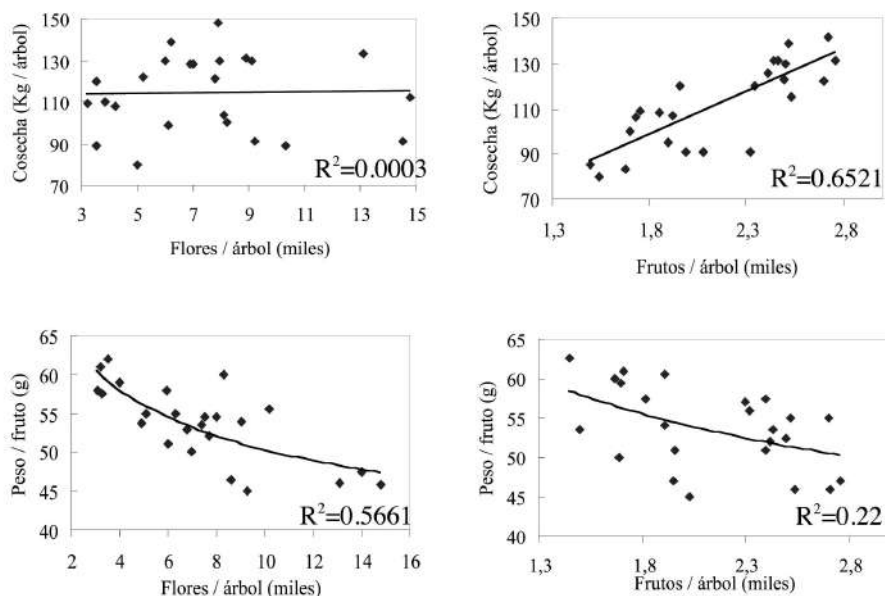 Cosecha (Kg / árbol)
150
130
110
90
70
R²=0.0003
3 5 7 9 11 13 15
Flores / árbol (miles)
Cosecha (Kg / árbol)
150
130
110
90
70
R²=0.6521
1,3 1,8 2,3 2,8
Frutos / árbol (miles)
Peso / fruto (g)
65
60
55
50
45
40
R²=0.5661
2 4 6 8 10 12 14 16
Flores / árbol (miles)
Peso / fruto (g)
65
60
55
50
45
40
R²=0.22
1,3 1,8 2,3 2,8
Frutos / árbol (miles)